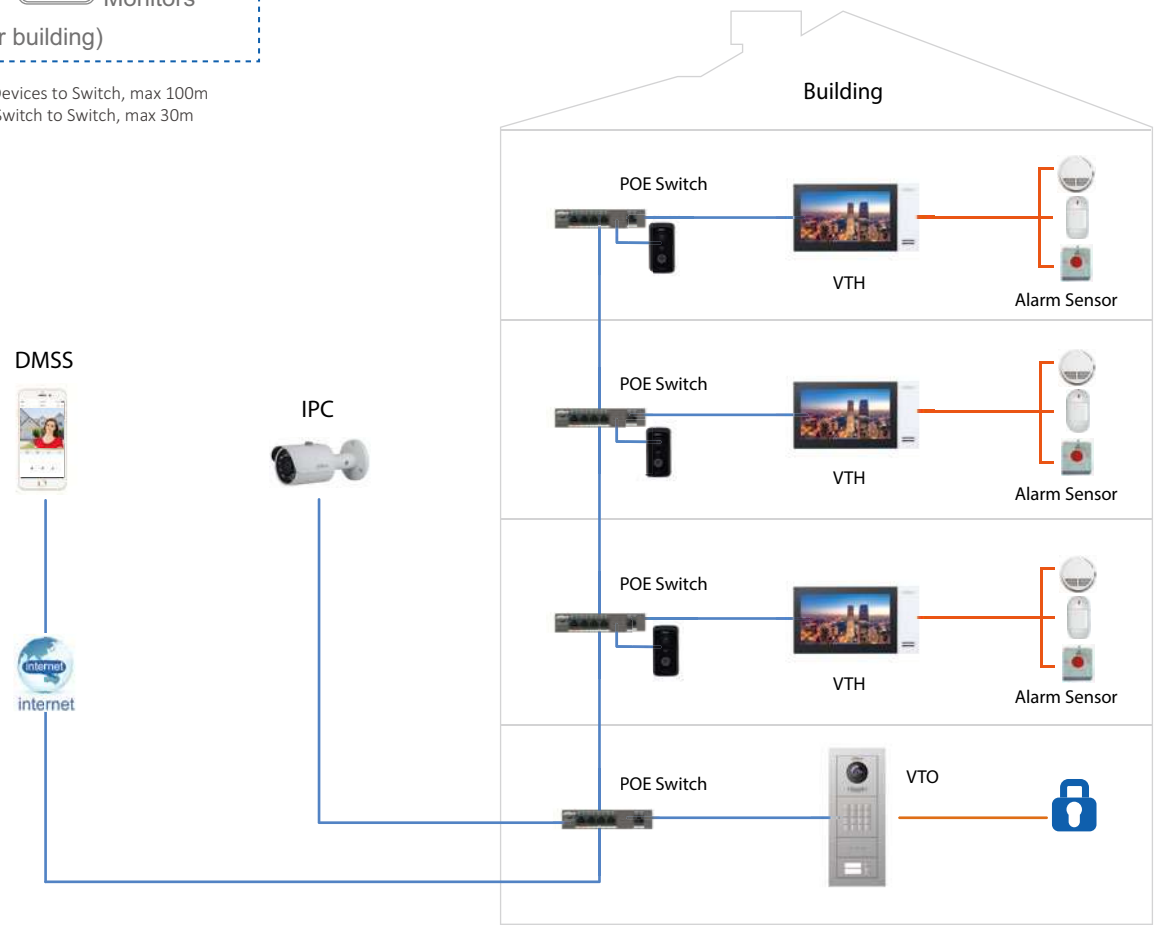 Monitors
r building)
Devices to Switch, max 100m
Switch to Switch, max 30m
Building
POE Switch
VTH
Alarm Sensor
DMSS
POE Switch
IPC
VTH
Alarm Sensor
POE Switch
internet
VTH
internet
Alarm Sensor
POE Switch
VTO